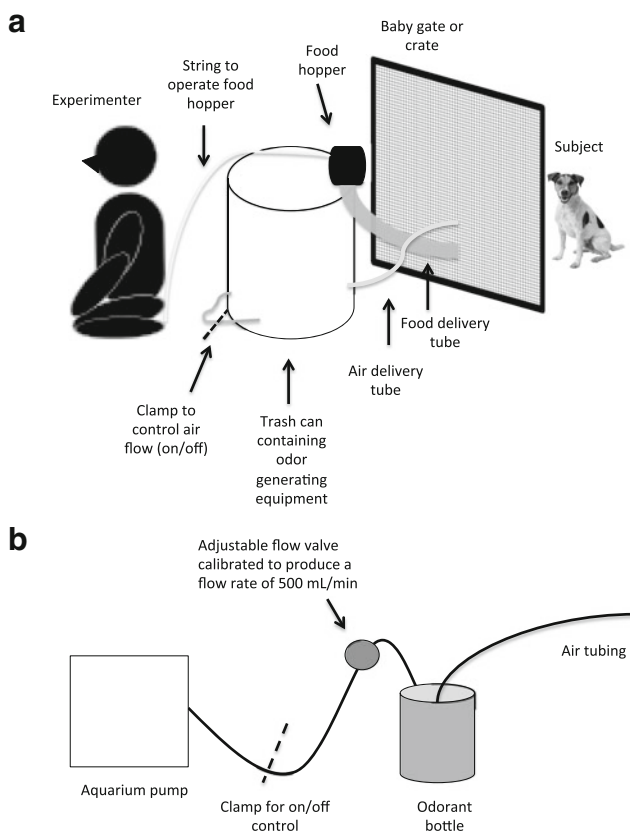 a
Baby gate or
crate
Food
hopper
String to
operate food
hopper
Experimenter
Subject
Food delivery
tube
Air delivery
tube
Clamp to
control air
flow (on/off)
Trash can
containing
odor
generating
equipment
b
Adjustable flow valve
calibrated to produce a
flow rate of 500 mL/min
Air tubing
Aquarium pump
Clamp for on/off
control
Odorant
bottle